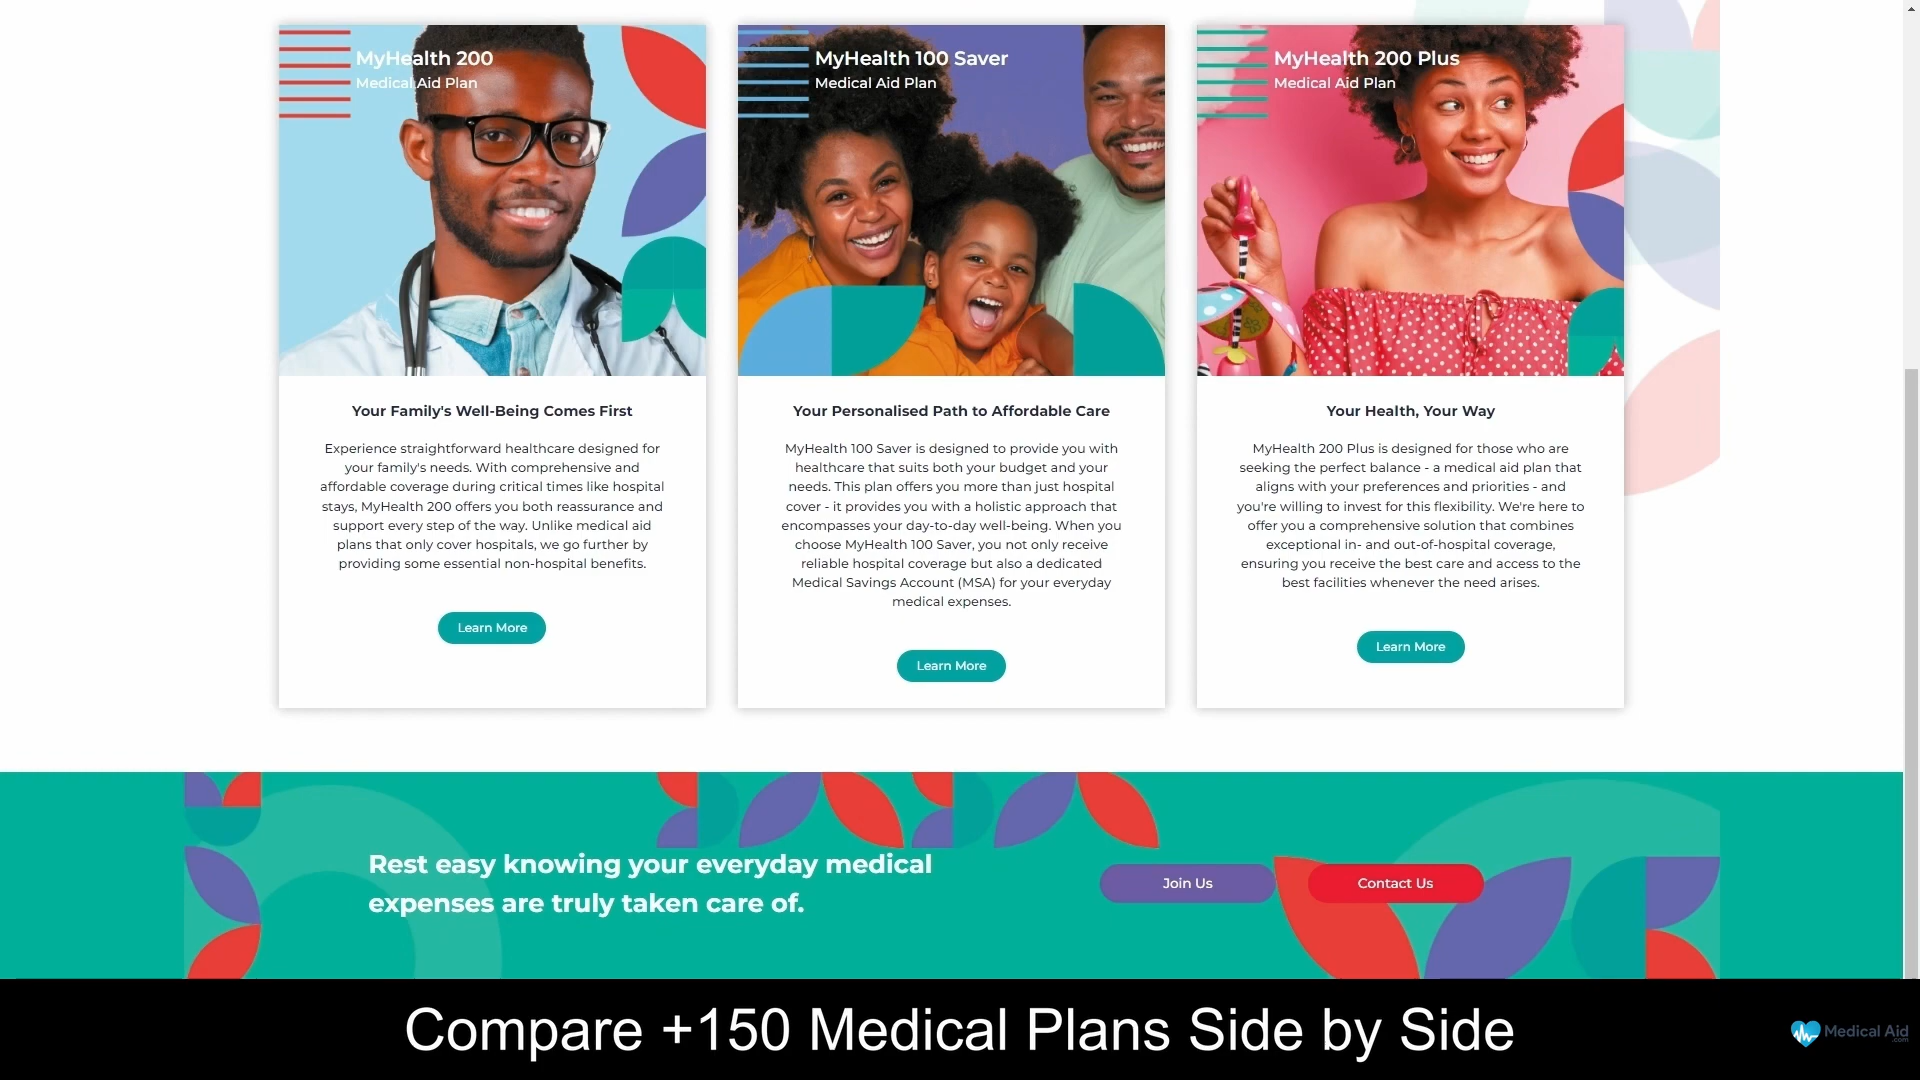 MyHealth 200
Medical Aid Plan
MyHealth 100 Saver
Medical Aid Plan
MyHealth 200 Plus
Medical Aid Plan
Your Family's Well-Being Comes First
Experience straightforward healthcare designed for
your family's needs. With comprehensive and
affordable coverage during critical times like hospital
stays, MyHealth 200 offers you both reassurance and
support every step of the way. Unlike medical aid
plans that only cover hospitals, we go further by
providing some essential non-hospital benefits.
Learn More
Your Personalised Path to Affordable Care
MyHealth 100 Saver is designed to provide you with
healthcare that suits both your budget and your
needs. This plan offers you more than just hospital
cover - it provides you with a holistic approach that
encompasses your day-to-day well-being. When you
choose MyHealth 100 Saver, you not only receive
reliable hospital coverage but also a dedicated
Medical Savings Account (MSA) for your everyday
medical expenses.
Learn More
Your Health, Your Way
MyHealth 200 Plus is designed for those who are
seeking the perfect balance - a medical aid plan that
aligns with your preferences and priorities - and
you're willing to invest for this flexibility. We're here to
offer you a comprehensive solution that combines
exceptional in- and out-of-hospital coverage,
ensuring you receive the best care and access to the
best facilities whenever the need arises.
Learn More
Rest easy knowing your everyday medical
expenses are truly taken care of.
Join Us
Contact Us
Compare +150 Medical Plans Side by Side
Medical Aid
.com